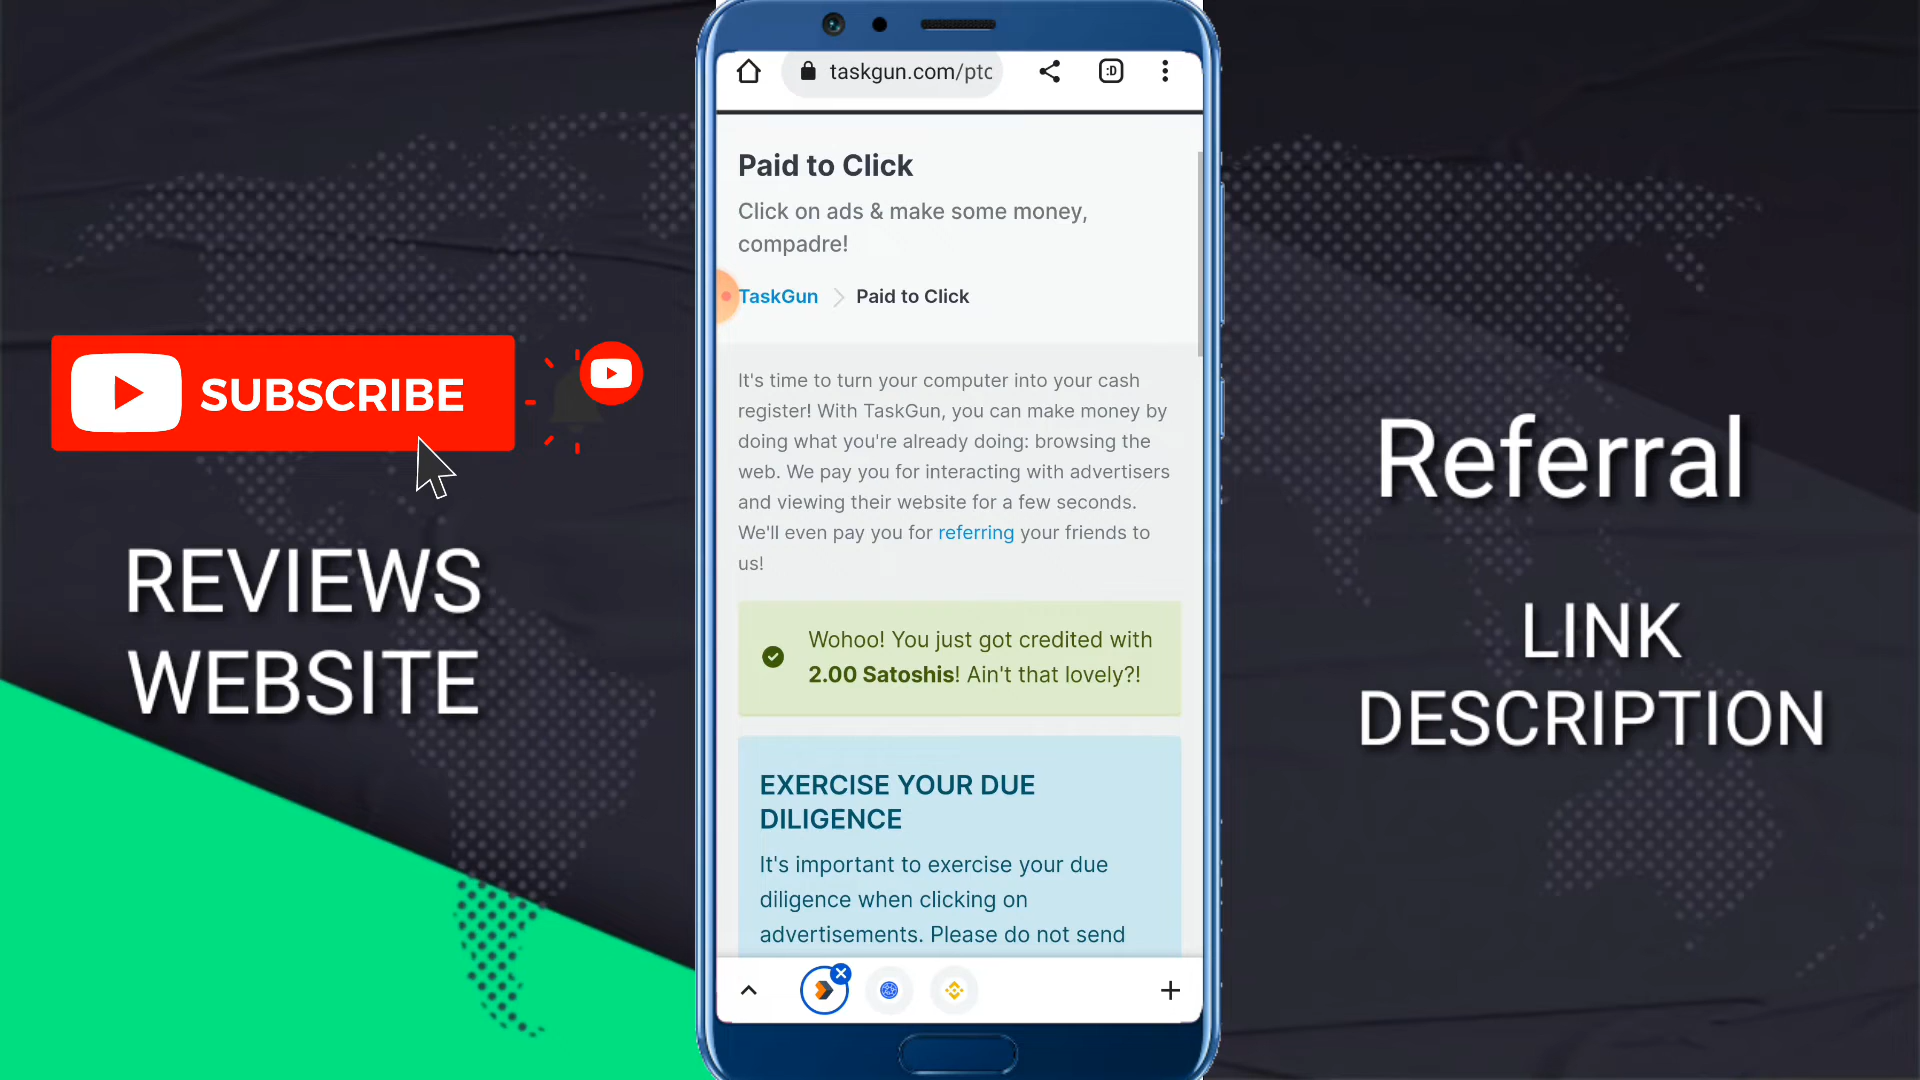 taskgun.com/ptc
:D
Paid to Click
Click on ads & make some money,
compadre!
TaskGun
Paid to Click
It's time to turn your computer into your cash
register! With TaskGun, you can make money by
doing what you're already doing: browsing the
web. We pay you for interacting with advertisers
and viewing their website for a few seconds.
We'll even pay you for referring your friends to
us!
Wohoo! You just got credited with
2.00 Satoshis! Ain't that lovely?!
EXERCISE YOUR DUE
DILIGENCE
It's important to exercise your due
diligence when clicking on
advertisements. Please do not send
SUBSCRIBE
REVIEWS
WEBSITE
Referral
LINK
DESCRIPTION